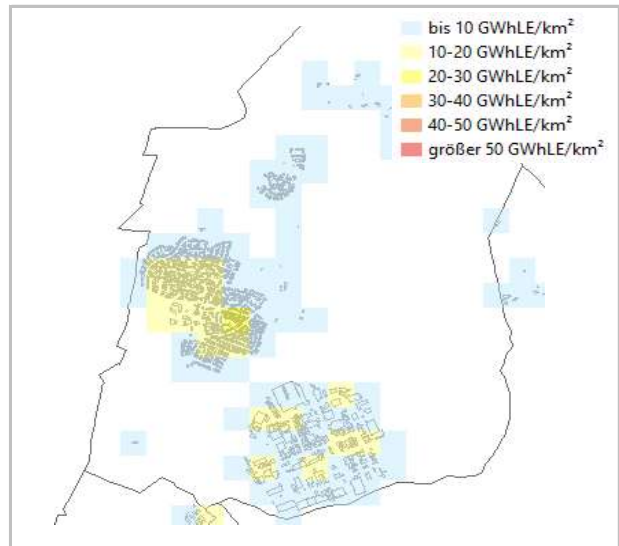 bis 10 GWhLE/km²
10-20 GWhLE/km²
20-30 GWhLE/km²
30-40 GWhLE/km²
40-50 GWhLE/km²
größer 50 GWhLE/km²